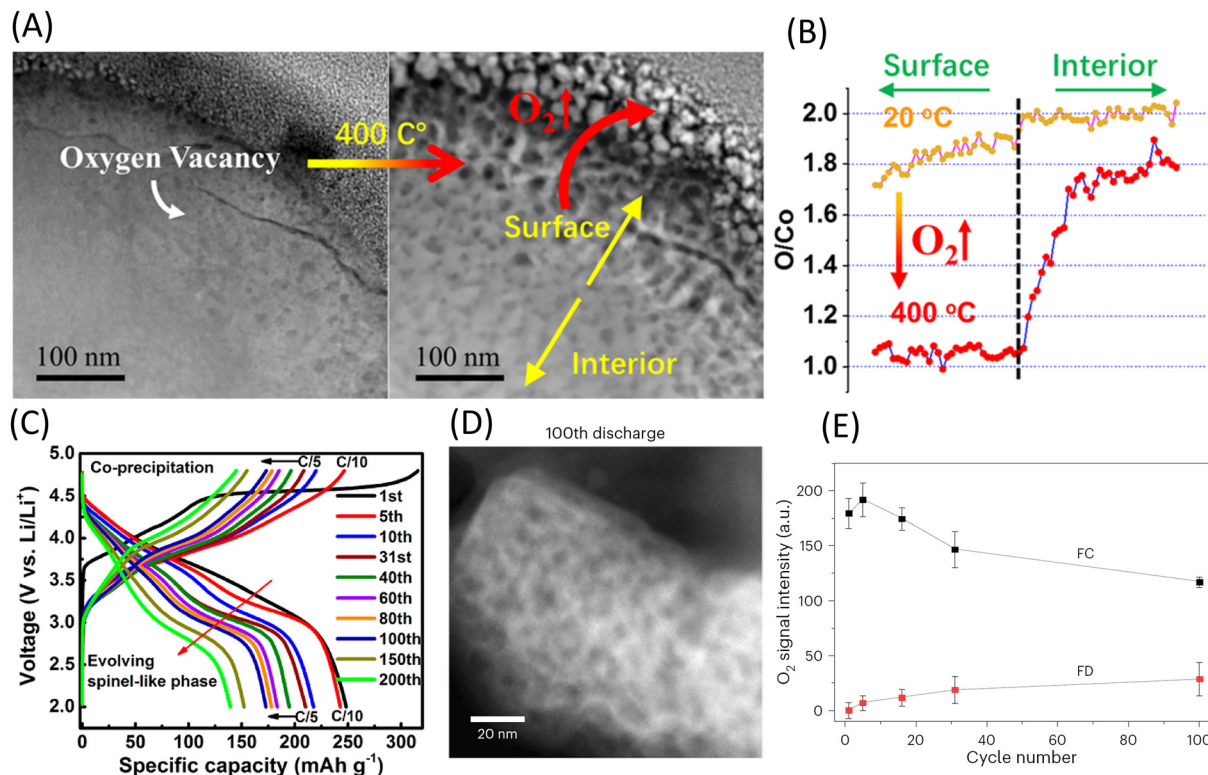 (A)
Oxygen Vacancy
400 C°
O₂↑
Surface
Interior
100 nm
100 nm
(B)
Surface
Interior
20 °C
O₂↑
400 °C
O/Co
2.0
1.8
1.6
1.4
1.2
1.0
(C)
Co-precipitation
C/5
C/10
1st
5th
10th
31st
40th
60th
80th
100th
150th
200th
Evolving
spinel-like phase
C/5
C/10
Voltage (V vs. Li/Li⁺)
5.0
4.5
4.0
3.5
3.0
2.5
2.0
0 50 100 150 200 250 300
Specific capacity (mAh g⁻¹)
(D)
100th discharge
20 nm
(E)
O₂ signal intensity (a.u.)
200
150
100
50
0
FC
FD
0 20 40 60 80 100
Cycle number